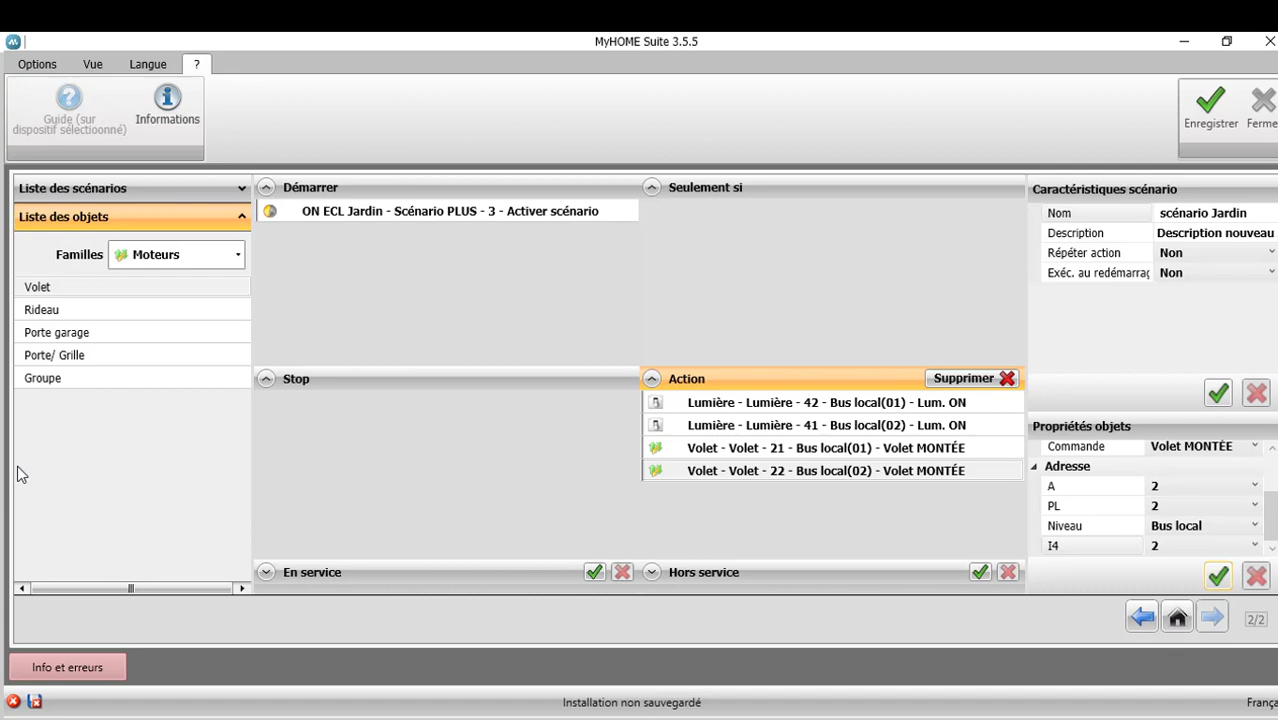 MyHOME Suite 3.5.5
Options Vue Langue ?
Guide (sur
dispositif sélectioonné)
Informations
Enregistrer Ferme
Liste des scénarios
Liste des objets
Familles Moteurs
Volet
Rideau
Porte garage
Porte/ Grille
Groupe
Démarrer
ON ECL Jardin - Scénario PLUS - 3 - Activer scénario
Seulement si
Stop
Action Supprimer
Lumière - Lumière - 42 - Bus local(01) - Lum. ON
Lumière - Lumière - 41 - Bus local(02) - Lum. ON
Volet - Volet - 21 - Bus local(01) - Volet MONTÉE
Volet - Volet - 22 - Bus local(02) - Volet MONTÉE
En service
Hors service
Caractéristiques scénario
Nom scénario Jardin
Description Description nouveau
Répéter action Non
Exéc. au redémarraç Non
Propriétés objets
Commande Volet MONTÉE
Adresse
A 2
PL 2
Niveau Bus local
I4 2
2/2
Info et erreurs
Installation non sauvegardé
França